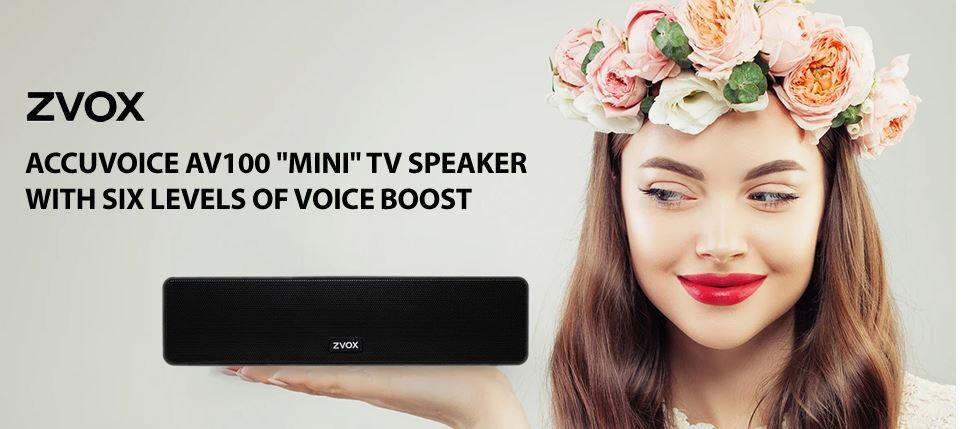 ZVOX
ACCUVOICE AV100 "MINI" TV SPEAKER
WITH SIX LEVELS OF VOICE BOOST
ZVOX